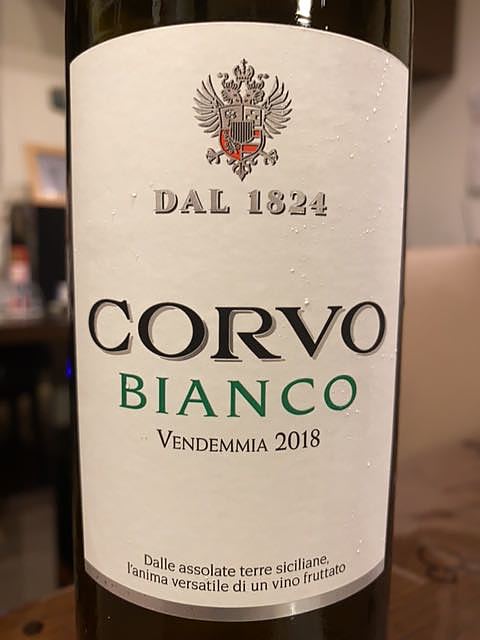 DAL 1824
CORVO
BIANCO
VENDEMMIA 2018
Dalle assolate terre siciliane,
l'anima versatile di un vino fruttato